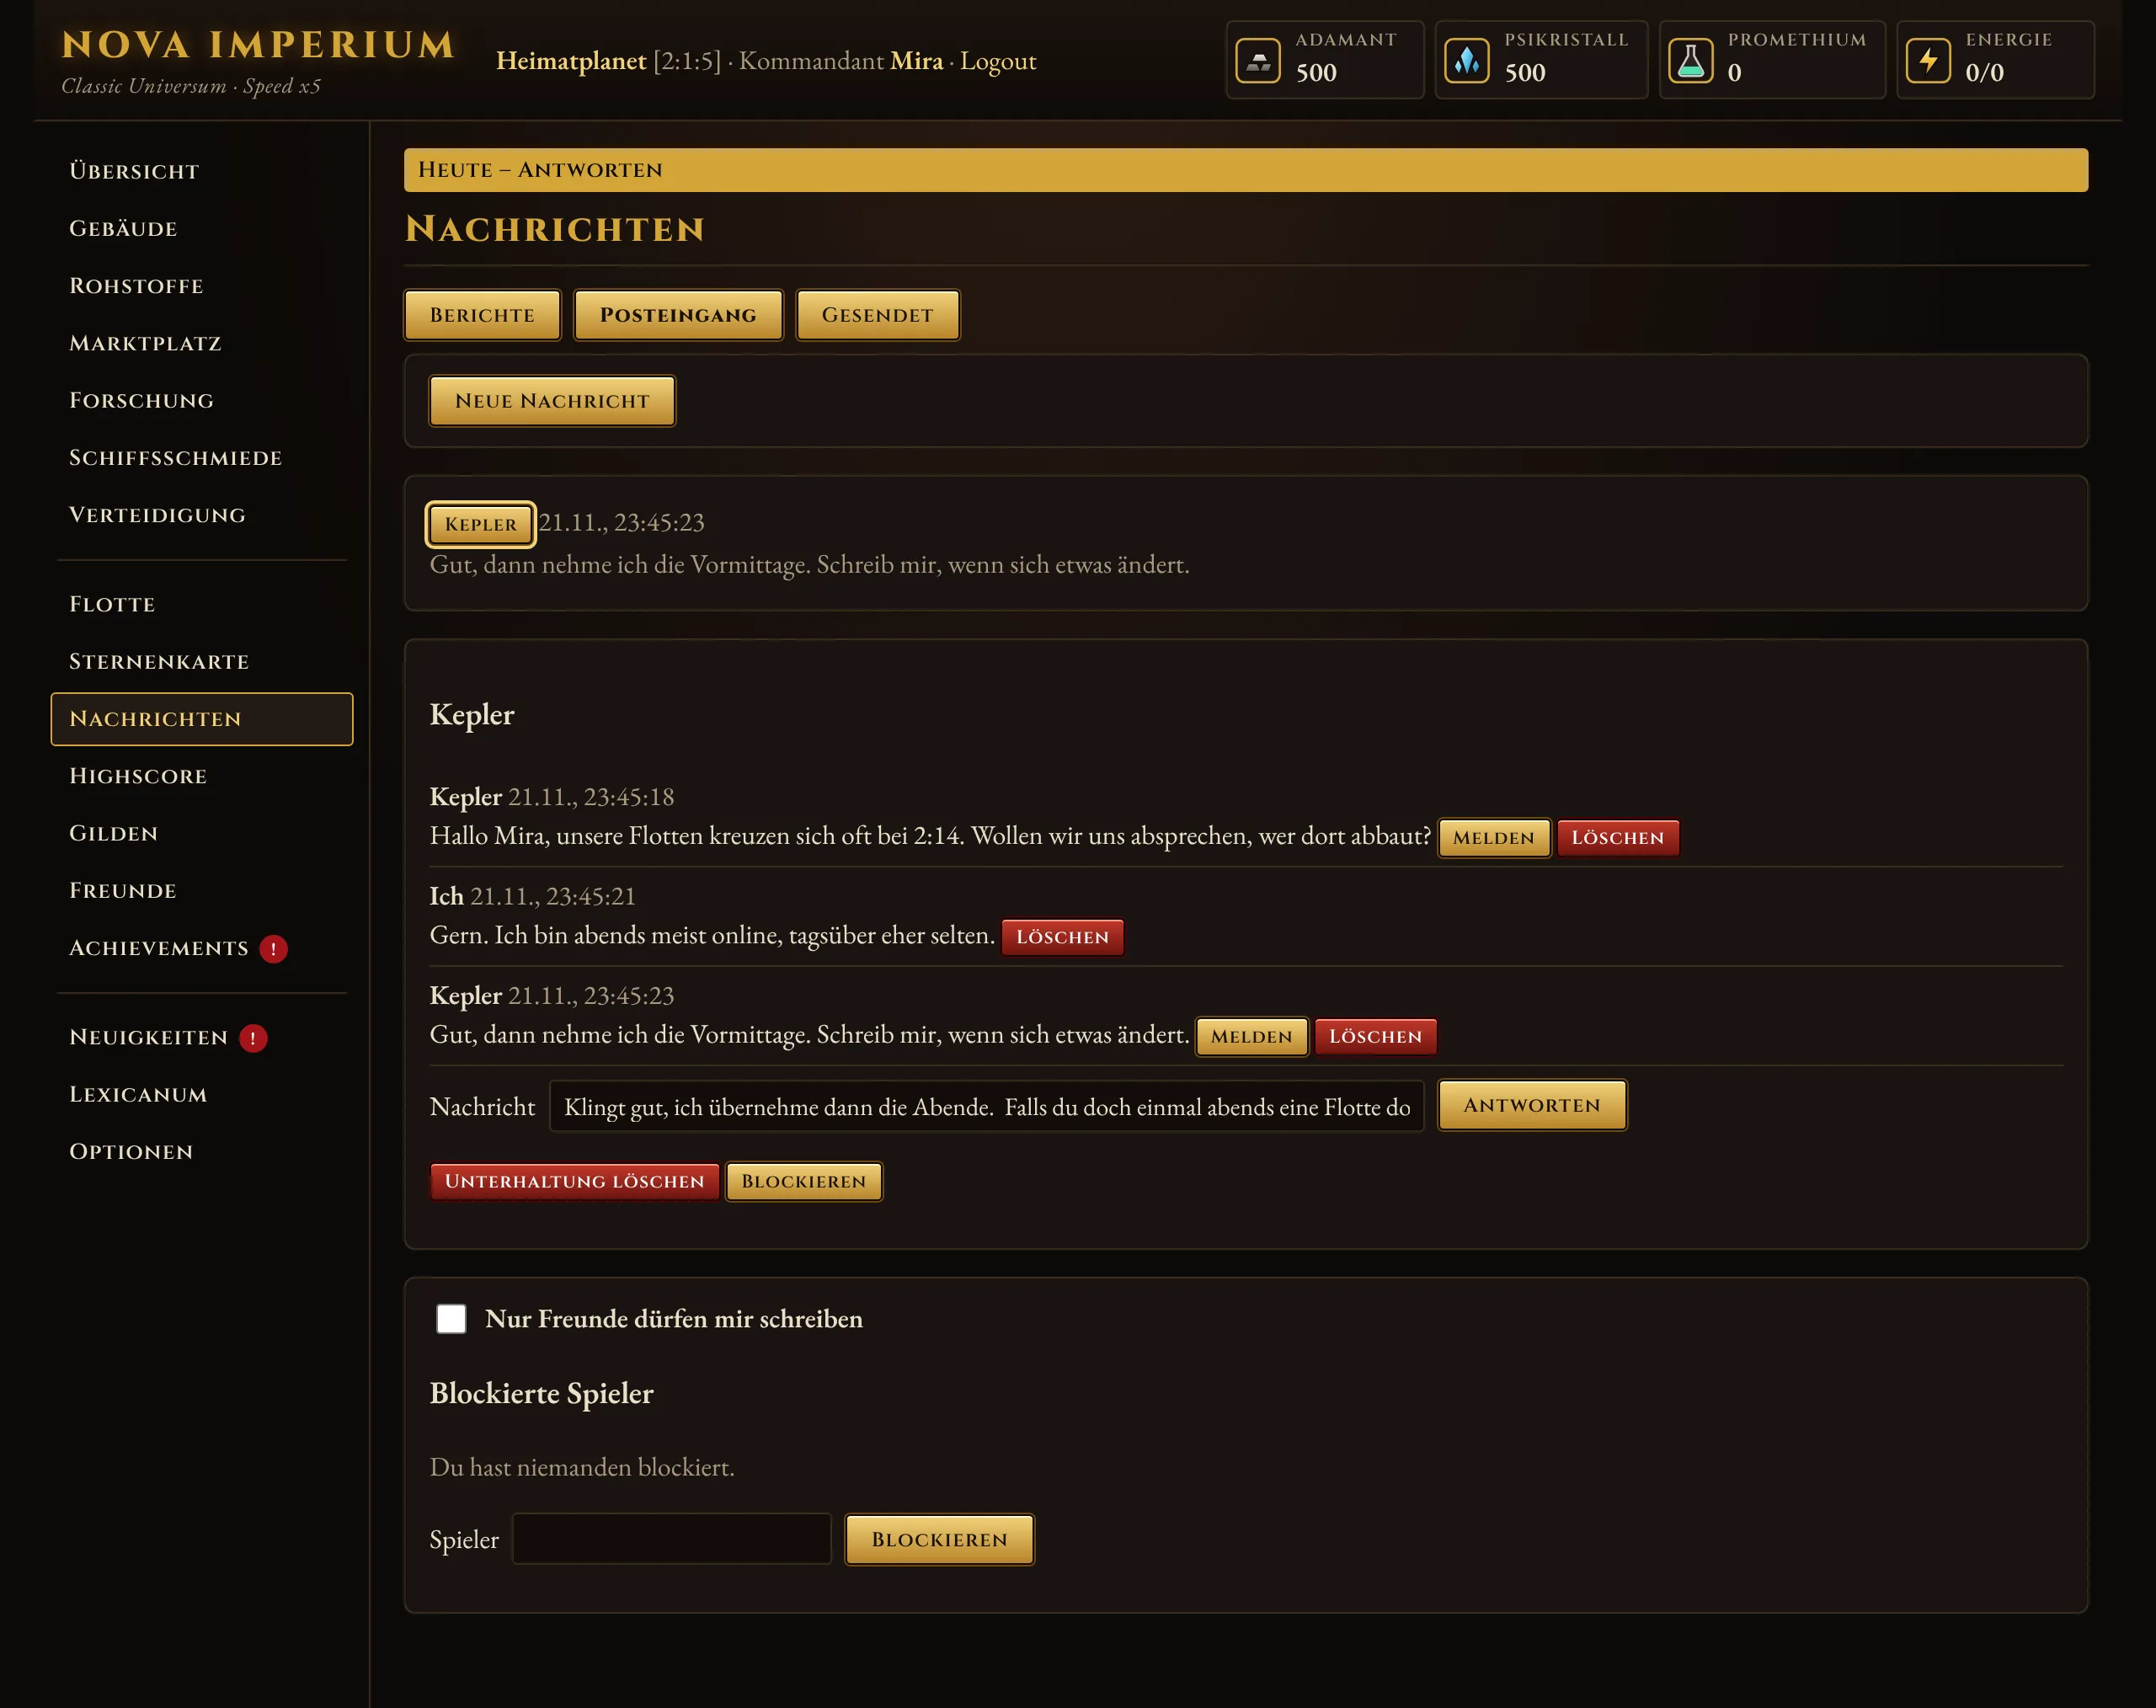 NOVA IMPERIUM
Classic Universum · Speed x5
Heimatplanet [2:1:5] · Kommandant Mira · Logout
ADAMANT
500
PSIKRISTALL
500
PROMETHIUM
0
ENERGIE
0/0
Übersicht
Gebäude
Rohstoffe
Marktplatz
Forschung
Schiffsschmiede
Verteidigung
Flotte
Sternenkarte
Nachrichten
Highscore
Gilden
Freunde
Achievements !
Neuigkeiten !
Lexicanum
Optionen
Heute – Antworten
Nachrichten
Berichte
Posteingang
Gesendet
Neue Nachricht
Kepler 21.11., 23:45:23
Gut, dann nehme ich die Vormittage. Schreib mir, wenn sich etwas ändert.
Kepler
Kepler 21.11., 23:45:18
Hallo Mira, unsere Flotten kreuzen sich oft bei 2:14. Wollen wir uns absprechen, wer dort abbaut? Melden Löschen
Ich 21.11., 23:45:21
Gern. Ich bin abends meist online, tagsüber eher selten. Löschen
Kepler 21.11., 23:45:23
Gut, dann nehme ich die Vormittage. Schreib mir, wenn sich etwas ändert. Melden Löschen
Nachricht Klingt gut, ich übernehme dann die Abende.  Falls du doch einmal abends eine Flotte do Antworten
Unterhaltung löschen Blockieren
Nur Freunde dürfen mir schreiben
Blockierte Spieler
Du hast niemanden blockiert.
Spieler Blockieren